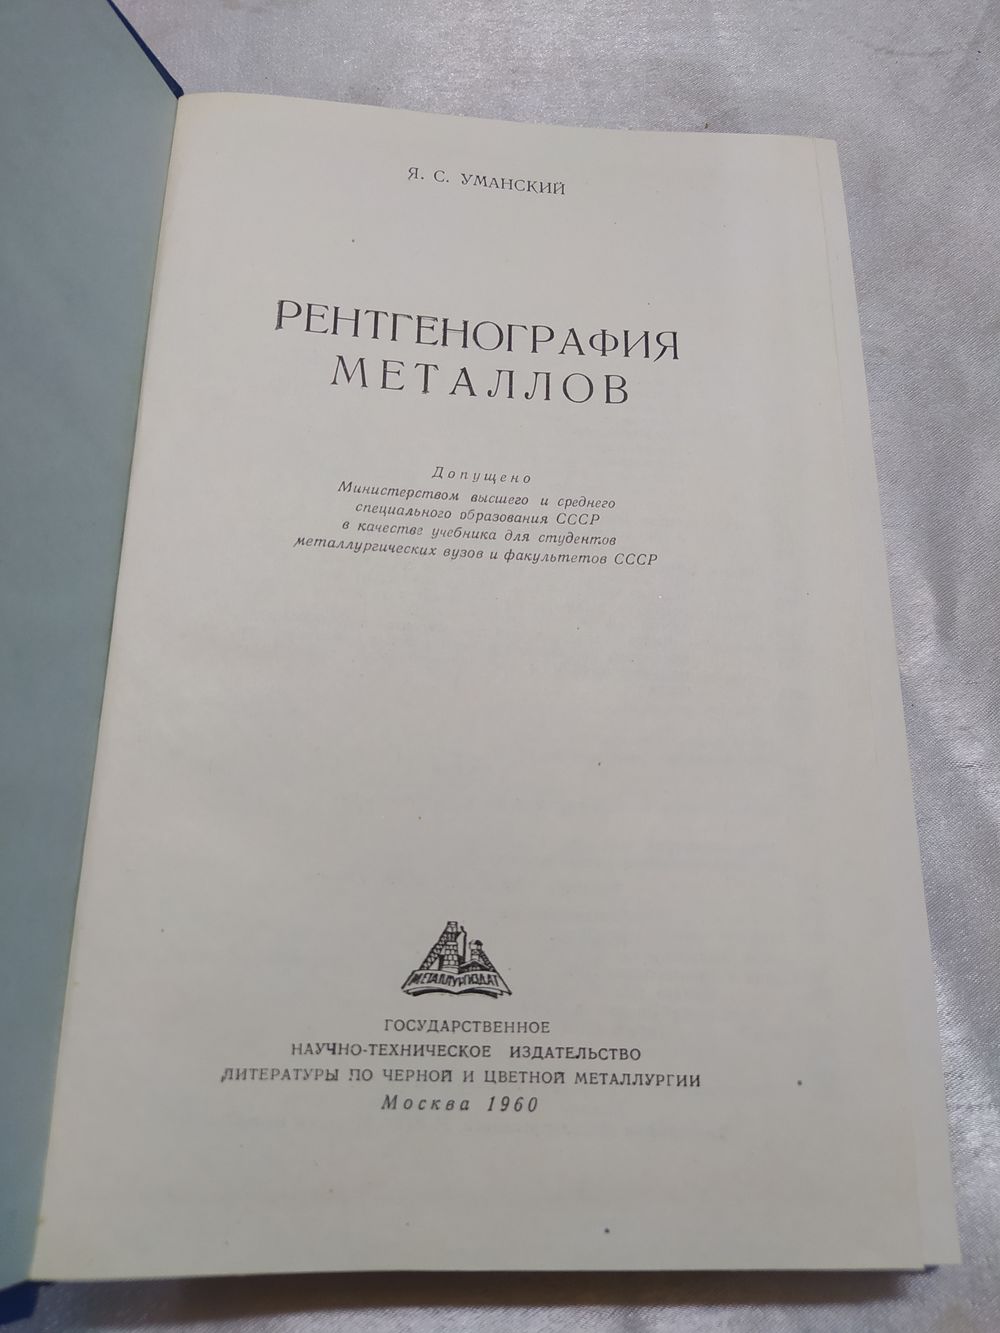 Я. С. УМАНСКИЙ
РЕНТГЕНОГРАФИЯ
МЕТАЛЛОВ
Допущено
Министерством высшего и среднего
специального образования СССР
в качестве учебника для студентов
металлургических вузов и факультетов СССР
МЕТАЛЛУРГИЗДАТ
ГОСУДАРСТВЕННОЕ
НАУЧНО-ТЕХНИЧЕСКОЕ ИЗДАТЕЛЬСТВО
ЛИТЕРАТУРЫ ПО ЧЕРНОЙ И ЦВЕТНОЙ МЕТАЛЛУРГИИ
Москва 1960